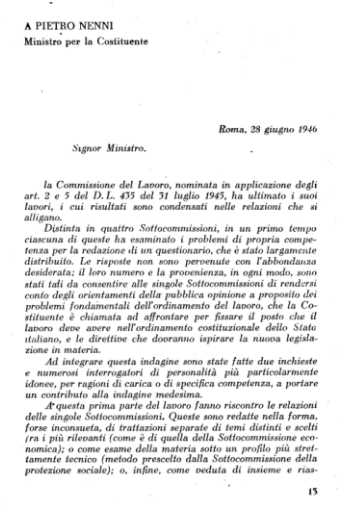 A PIETRO NENNI
Ministro per la Costituente
Roma, 28 giugno 1946
Signor Ministro.
la Commissione del Lavoro, nominata in applicazione degli
art. 2 e 5 del D. L. 435 del 31 luglio 1945, ha ultimato i suoi
lavori, i cui risultati sono condensati nelle relazioni che si
alligano.
Distinta in quattro Sottocommissioni, in un primo tempo
ciascuna di queste ha esaminato i problemi di propria compe-
tenza per la redazione di un questionario, che è stato largamente
distribuito. Le risposte non sono pervenute con l'abbondanza
desiderata; il loro numero e la provenienza, in ogni modo, sono
stati tali da consentire alle singole Sottocommissioni di rendersi
conto degli orientamenti della pubblica opinione a proposito dei
problemi fondamentali dell'ordinamento del lavoro, che la Co-
stituente è chiamata ad affrontare per fissare il posto che il
lavoro deve avere nell'ordinamento costituzionale dello Stato
italiano, e le direttive che dovranno ispirare la nuova legisla-
zione in materia.
Ad integrare questa indagine sono state fatte due inchieste
e numerosi interrogatori di personalità più particolarmente
idonee, per ragioni di carica o di specifica competenza, a portare
un contributo alla indagine medesima.
A questa prima parte del lavoro fanno riscontro le relazioni
delle singole Sottocommissioni. Queste sono redatte nella forma,
forse inconsueta, di trattazioni separate di temi distinti e scelti
fra i più rilevanti (come è di quella della Sottocommissione eco-
nomica); o come esame della materia sotto un profilo più stret-
tamente tecnico (metodo prescelto dalla Sottocommissione della
protezione sociale); o, infine, come veduta di insieme e rias-
15